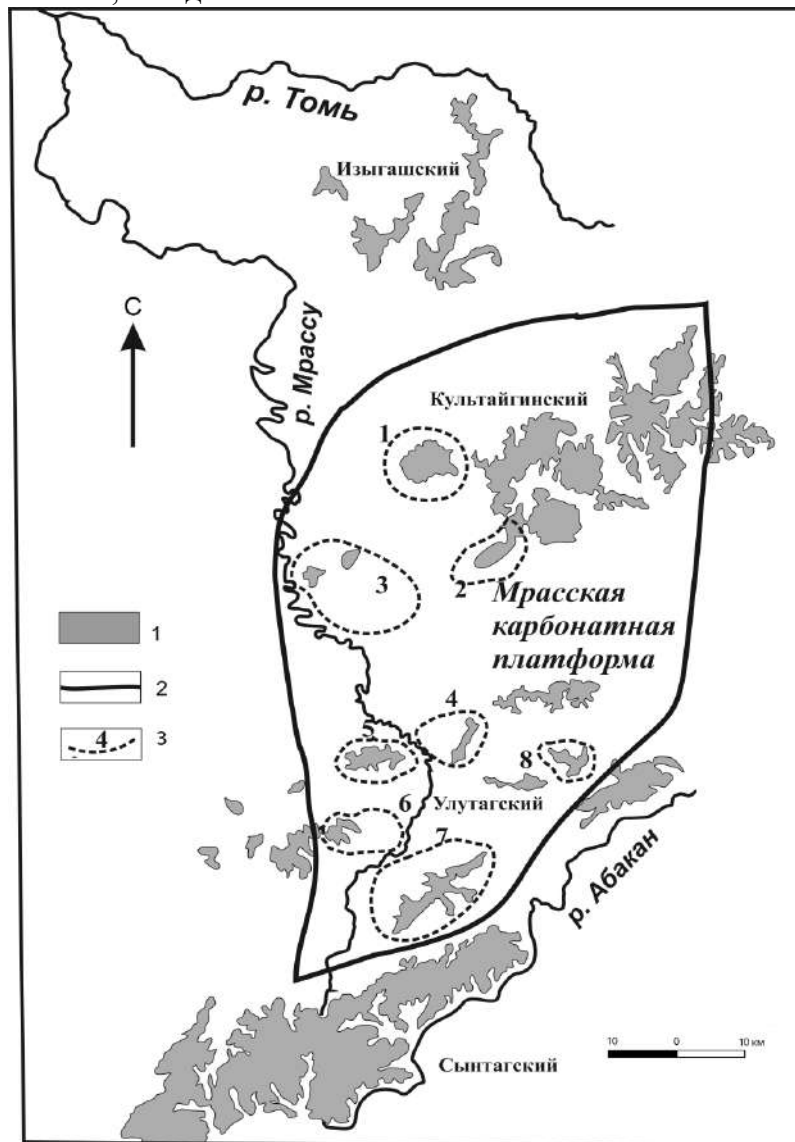 р. Томь
Изыгашский
С
р. Мрассу
Культайгинский
1
3
2
Мрасская
карбонатная
платформа
1
2
4
3
4
5
8
Улутагский
6
7
р. Абакан
10 0 10 км
Сынтагский